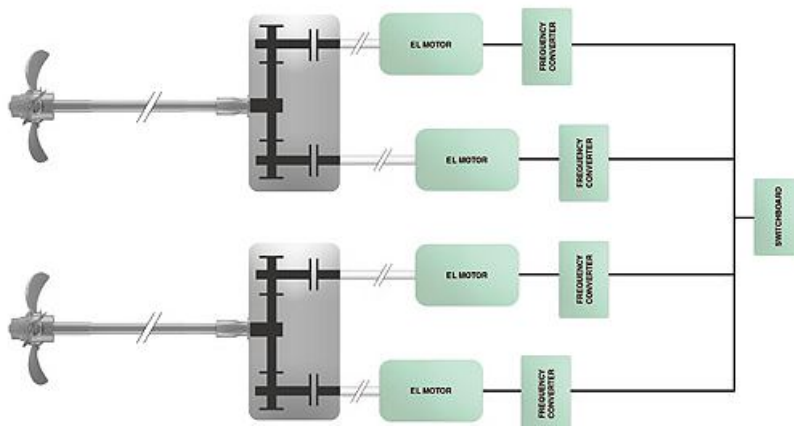 EL MOTOR
FREQUENCY
CONVERTER
EL MOTOR
FREQUENCY
CONVERTER
SWITCHBOARD
EL MOTOR
FREQUENCY
CONVERTER
EL MOTOR
FREQUENCY
CONVERTER